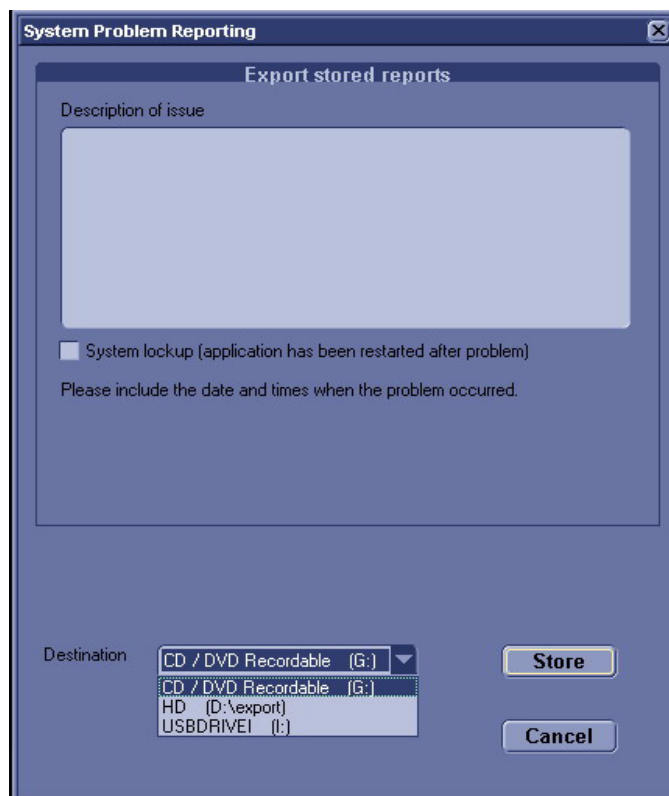 System Problem Reporting
Export stored reports
Description of issue
System lockup (application has been restarted after problem)
Please include the date and times when the problem occurred.
Destination
CD / DVD Recordable (G:)
Store
CD / DVD Recordable (G:)
HD (D:\export)
USBDRIVE! (I:)
Cancel